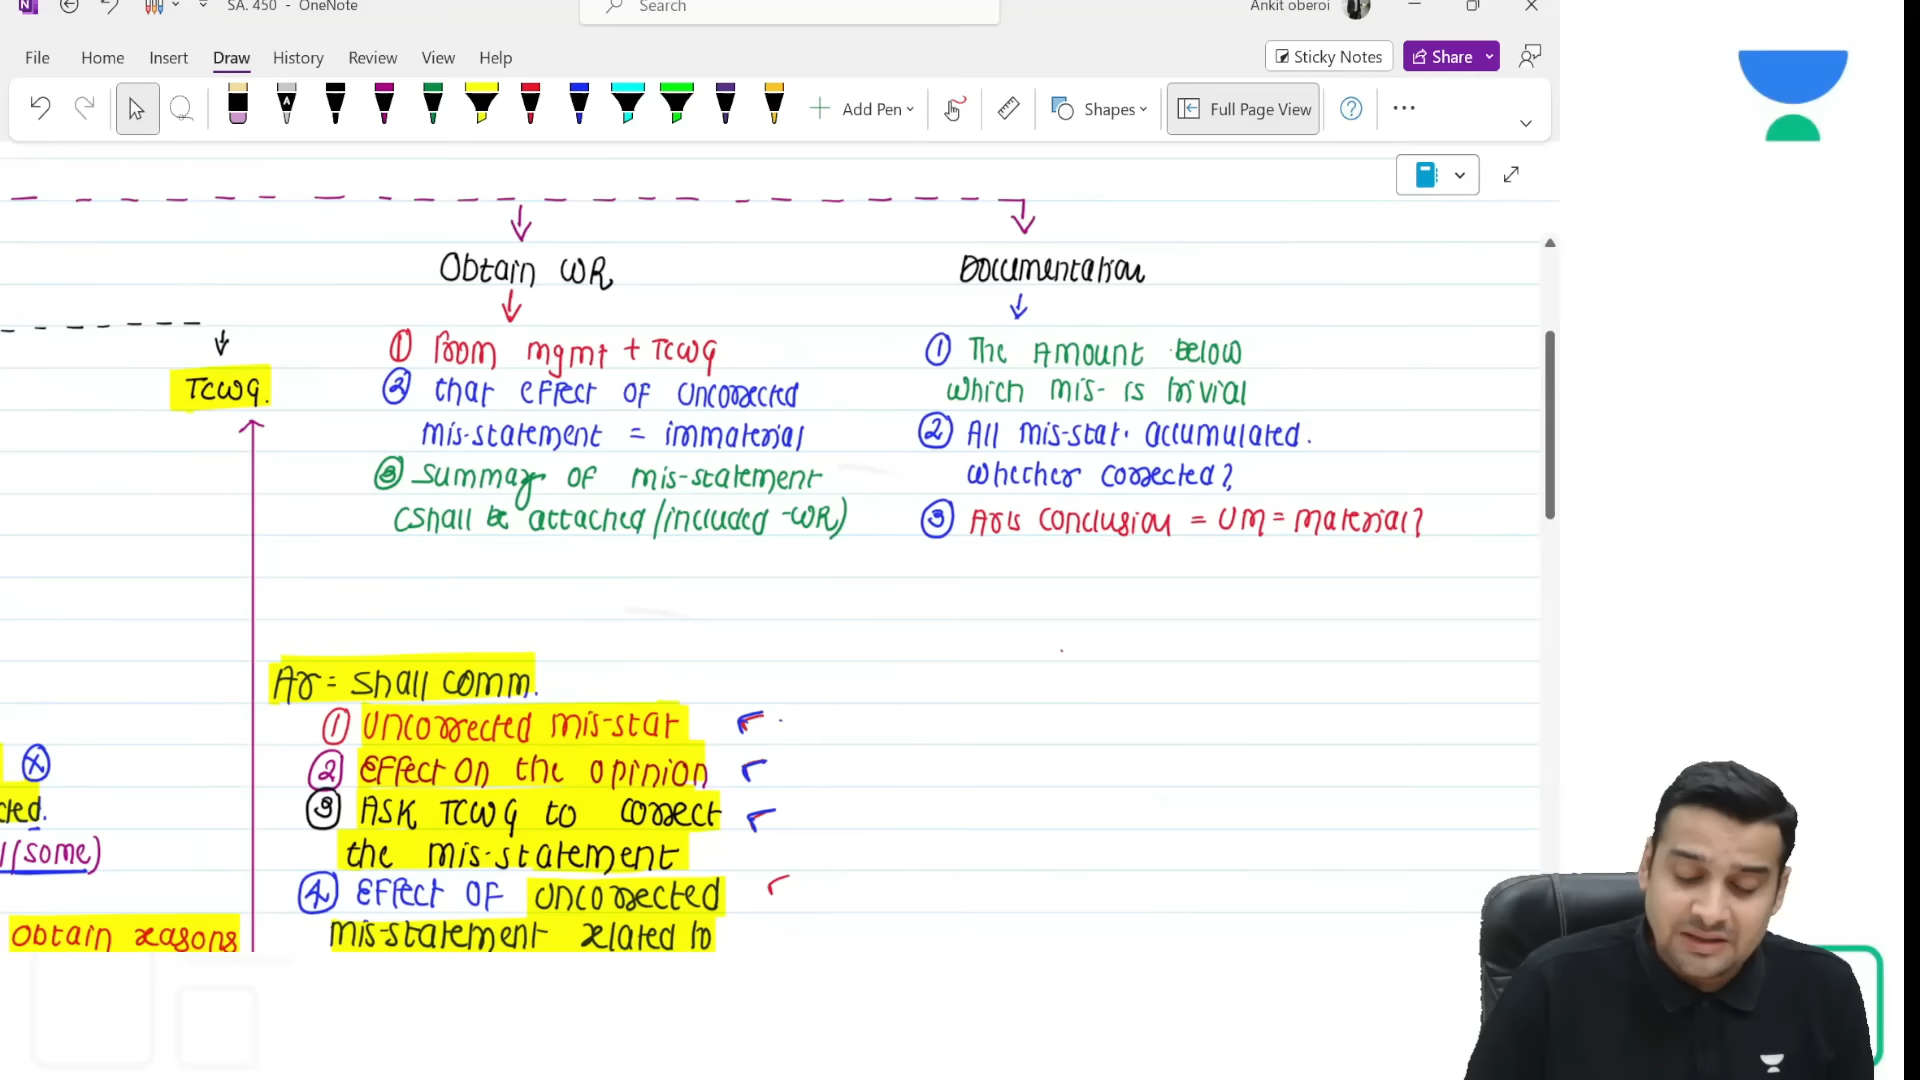 SA. 450 - OneNote
Search
Ankit oberoi
File Home Insert Draw History Review View Help
Sticky Notes
Share
A
Add Pen
Shapes
Full Page View
Obtain WR
Documentation
① From mgmt + TCWG
② that effect of uncorrected
mis-statement = immaterial
③ Summary of mis-statement
(shall be attached/included -WR)
① The Amount below
which mis- is trivial
② All mis-stat. accumulated.
Whether corrected?
③ Ar's conclusion = UM = material?
TCWG.
Ar = shall comm.
① Uncorrected mis-stat
② Effect on the opinion
③ ASK TCWG to correct
the mis-statement
④ Effect of uncorrected
mis-statement related to
cted.
(some)
Obtain reasons